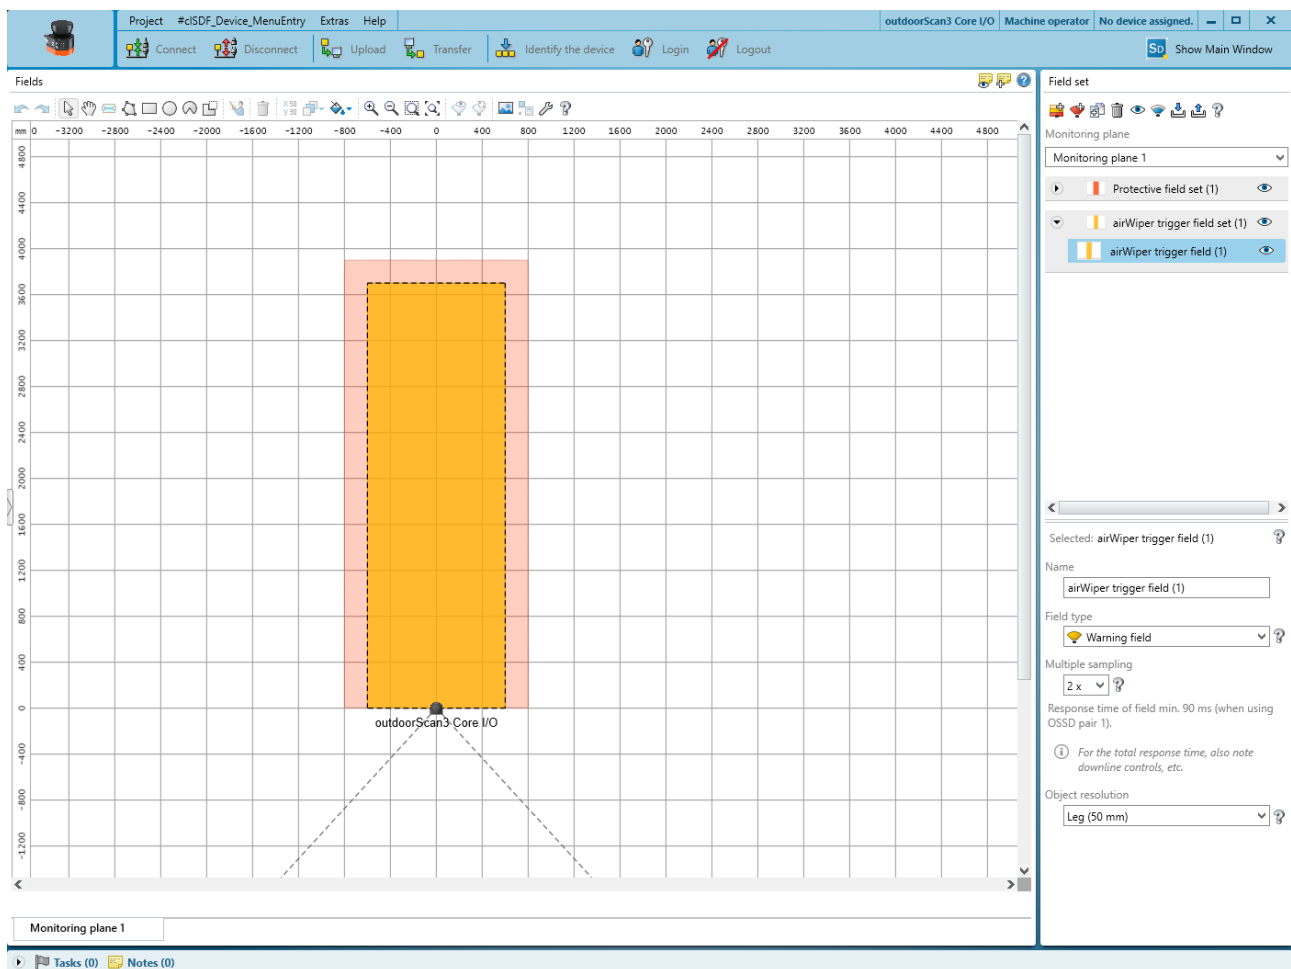 Project #clSDF_Device_MenuEntry Extras Help
outdoorScan3 Core I/O Machine operator No device assigned.
Connect Disconnect Upload Transfer Identify the device Login Logout
SD Show Main Window
Fields
mm 0 -3200 -2800 -2400 -2000 -1600 -1200 -800 -400 0 400 800 1200 1600 2000 2400 2800 3200 3600 4000 4400 4800
4800
4400
4000
3600
3200
2800
2400
2000
1600
1200
800
400
0
-400
-800
-1200
outdoorScan3 Core I/O
Monitoring plane 1
Field set
Monitoring plane
Monitoring plane 1
Protective field set (1)
airWiper trigger field set (1)
airWiper trigger field (1)
Selected: airWiper trigger field (1)
Name
airWiper trigger field (1)
Field type
Warning field
Multiple sampling
2 x
Response time of field min. 90 ms (when using
OSSD pair 1).
For the total response time, also note
downline controls, etc.
Object resolution
Leg (50 mm)
Tasks (0) Notes (0)